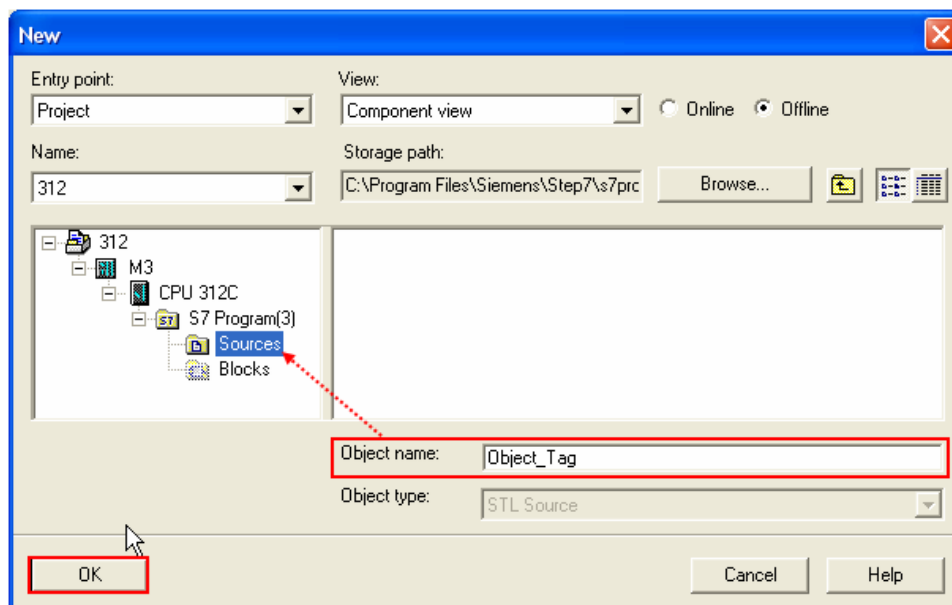 New
Entry point:
View:
Project
Component view
Online
Offline
Name:
Storage path:
312
C:\Program Files\Siemens\Step7\s7prc
Browse...
312
M3
CPU 312C
S7 Program(3)
Sources
Blocks
Object name:
Object_Tag
Object type:
STL Source
OK
Cancel
Help